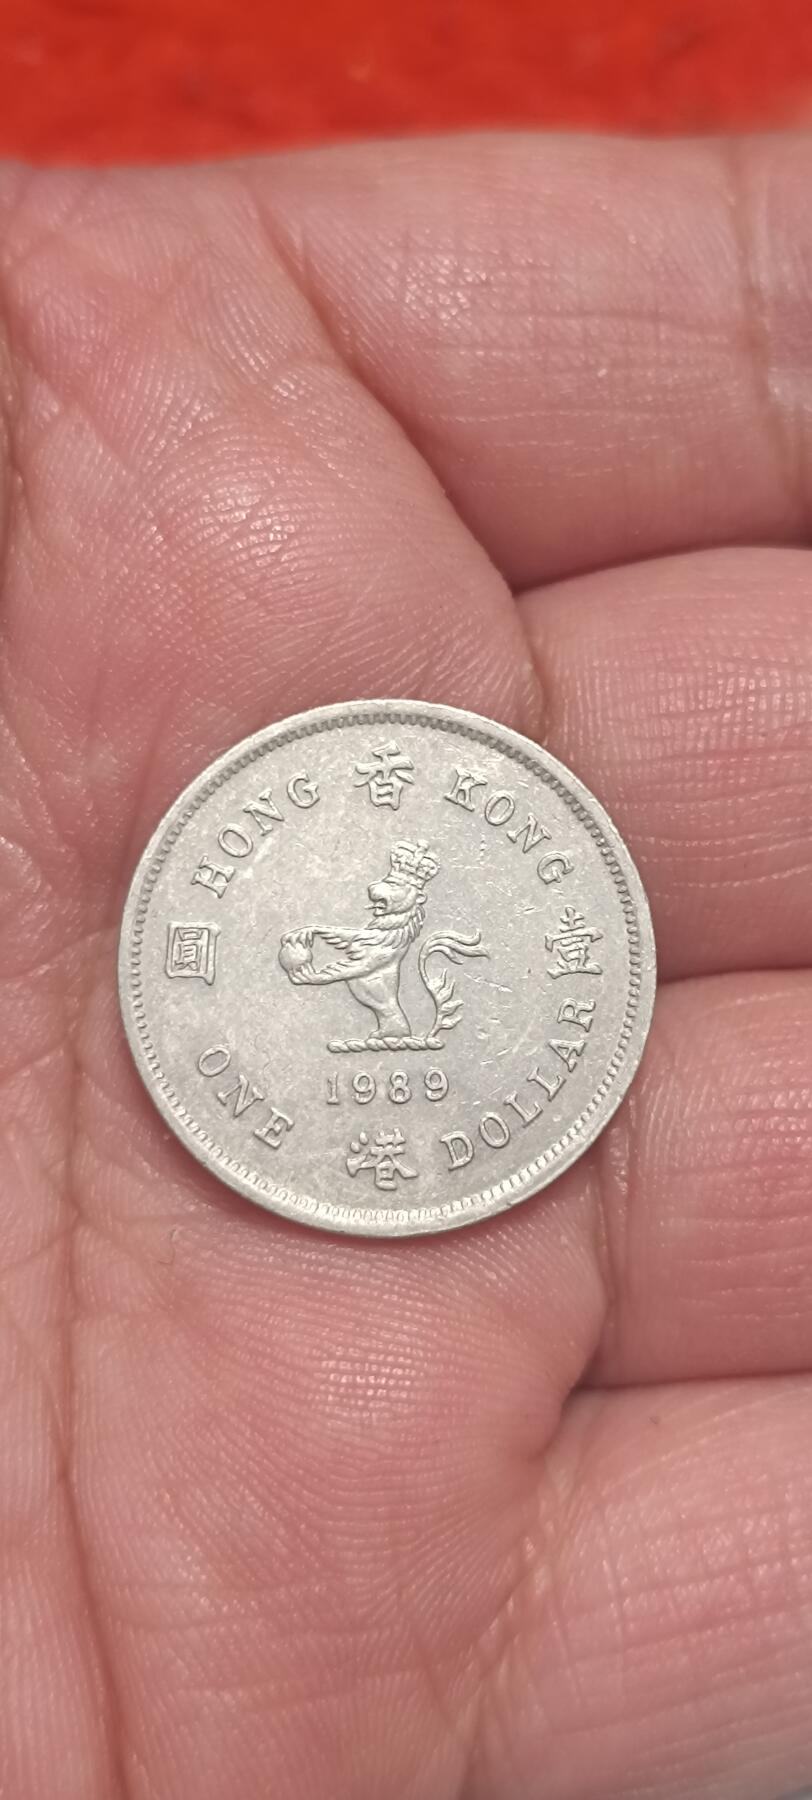 HONG 香 KONG
圓 壹
ONE 港 DOLLAR
1989